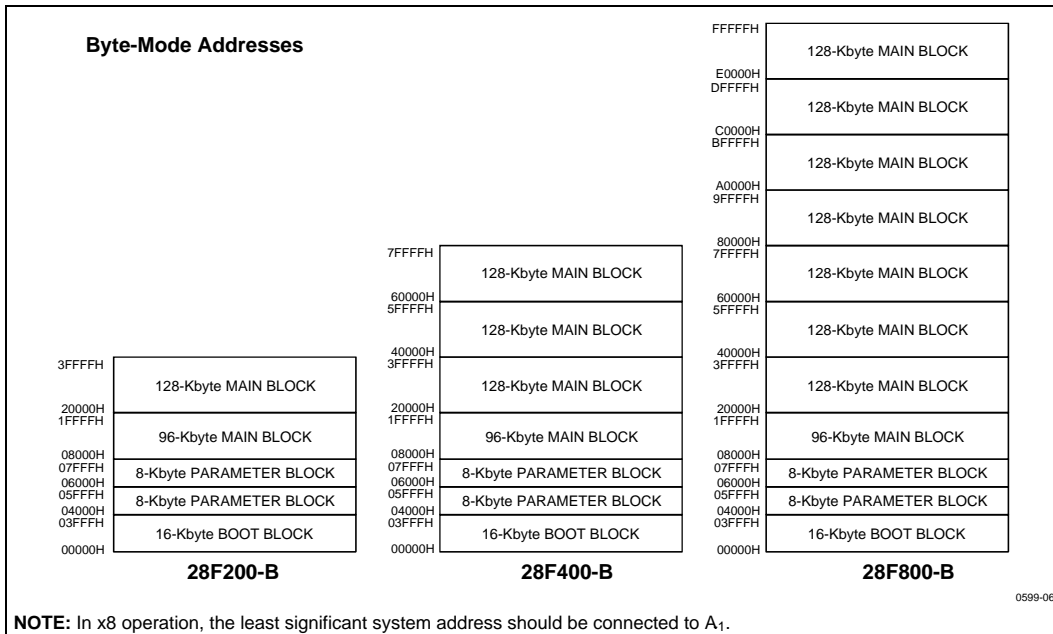 Byte-Mode Addresses
3FFFFH
128-Kbyte MAIN BLOCK
20000H
1FFFFH
96-Kbyte MAIN BLOCK
08000H
07FFFH
8-Kbyte PARAMETER BLOCK
06000H
05FFFH
8-Kbyte PARAMETER BLOCK
04000H
03FFFH
16-Kbyte BOOT BLOCK
00000H
28F200-B
7FFFFH
128-Kbyte MAIN BLOCK
60000H
5FFFFH
128-Kbyte MAIN BLOCK
40000H
3FFFFH
128-Kbyte MAIN BLOCK
20000H
1FFFFH
96-Kbyte MAIN BLOCK
08000H
07FFFH
8-Kbyte PARAMETER BLOCK
06000H
05FFFH
8-Kbyte PARAMETER BLOCK
04000H
03FFFH
16-Kbyte BOOT BLOCK
00000H
28F400-B
FFFFFH
128-Kbyte MAIN BLOCK
E0000H
DFFFFH
128-Kbyte MAIN BLOCK
C0000H
BFFFFH
128-Kbyte MAIN BLOCK
A0000H
9FFFFH
128-Kbyte MAIN BLOCK
80000H
7FFFFH
128-Kbyte MAIN BLOCK
60000H
5FFFFH
128-Kbyte MAIN BLOCK
40000H
3FFFFH
128-Kbyte MAIN BLOCK
20000H
1FFFFH
96-Kbyte MAIN BLOCK
08000H
07FFFH
8-Kbyte PARAMETER BLOCK
06000H
05FFFH
8-Kbyte PARAMETER BLOCK
04000H
03FFFH
16-Kbyte BOOT BLOCK
00000H
28F800-B
0599-06
NOTE: In x8 operation, the least significant system address should be connected to A₁.